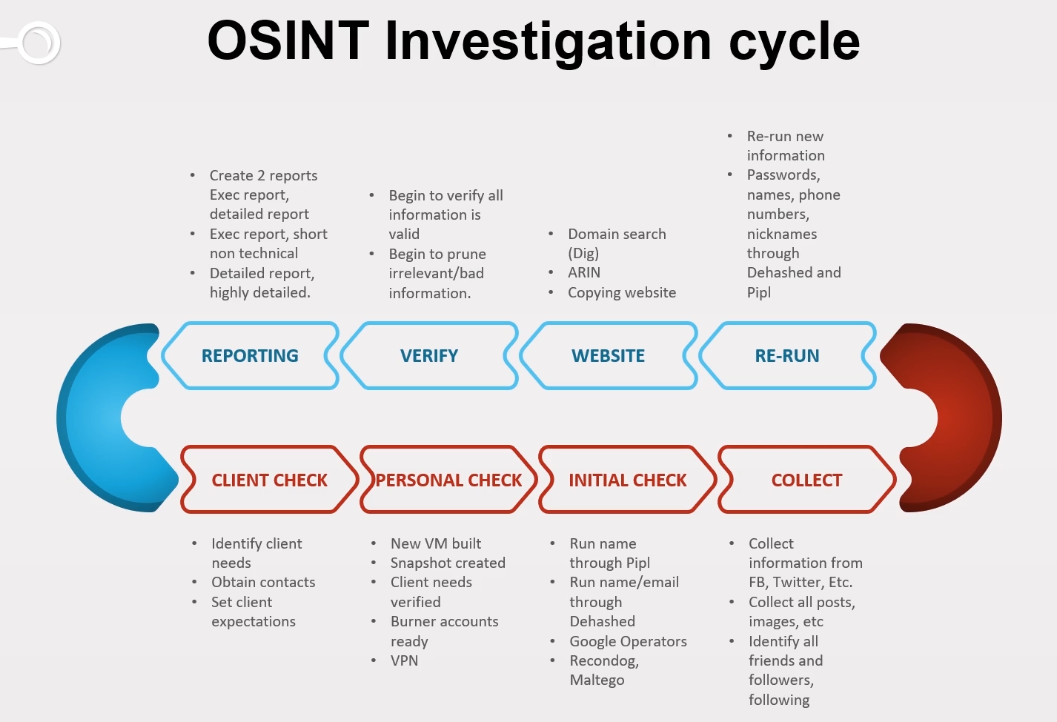 OSINT Investigation cycle
• Create 2 reports
Exec report,
detailed report
• Exec report, short
non technical
• Detailed report,
highly detailed.
• Begin to verify all
information is
valid
• Begin to prune
irrelevant/bad
information.
• Domain search
(Dig)
• ARIN
• Copying website
• Re-run new
information
• Passwords,
names, phone
numbers,
nicknames
through
Dehashed and
Pipl
REPORTING
VERIFY
WEBSITE
RE-RUN
CLIENT CHECK
PERSONAL CHECK
INITIAL CHECK
COLLECT
• Identify client
needs
• Obtain contacts
• Set client
expectations
• New VM built
• Snapshot created
• Client needs
verified
• Burner accounts
ready
• VPN
• Run name
through Pipl
• Run name/email
through
Dehashed
• Google Operators
• Recondog,
Maltego
• Collect
information from
FB, Twitter, Etc.
• Collect all posts,
images, etc
• Identify all
friends and
followers,
following